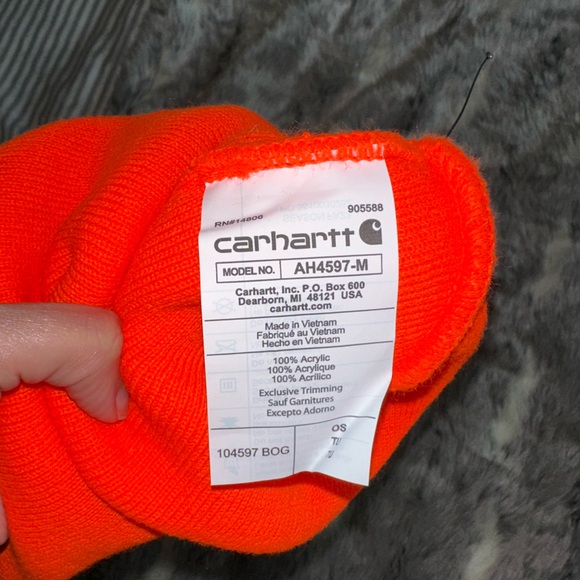 RN#14806
905588
carhartt
MODEL NO. AH4597-M
Carhartt, Inc. P.O. Box 600
Dearborn, MI 48121 USA
carhartt.com
Made in Vietnam
Fabriqué au Vietnam
Hecho en Vietnam
100% Acrylic
100% Acrylique
100% Acrílico
Exclusive Trimming
Sauf Garnitures
Excepto Adorno
104597 BOG
OS